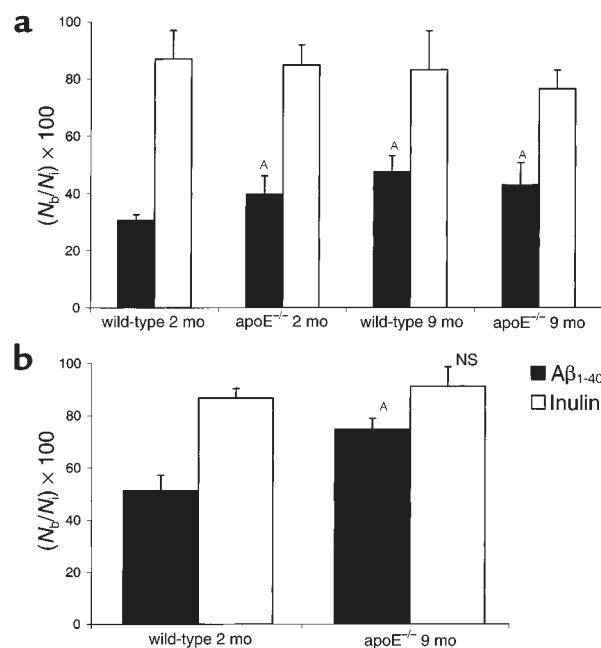 a
(Nb/Ni) × 100
100
80
60
40
20
0
A
A
A
wild-type 2 mo
apoE−/− 2 mo
wild-type 9 mo
apoE−/− 9 mo
b
(Nb/Ni) × 100
100
80
60
40
20
0
A
NS
wild-type 2 mo
apoE−/− 9 mo
Aβ1-40
Inulin